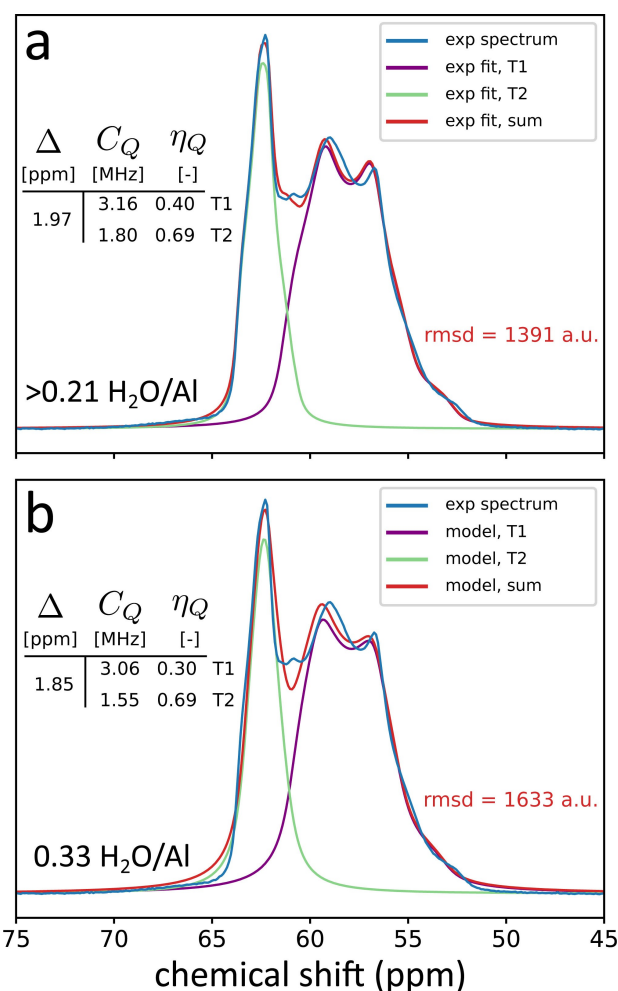 a
exp spectrum
exp fit, T1
exp fit, T2
exp fit, sum
Δ C_Q η_Q
[ppm] [MHz] [-]
1.97 3.16 0.40 T1
1.80 0.69 T2
rmsd = 1391 a.u.
>0.21 H₂O/Al
b
exp spectrum
model, T1
model, T2
model, sum
Δ C_Q η_Q
[ppm] [MHz] [-]
1.85 3.06 0.30 T1
1.55 0.69 T2
rmsd = 1633 a.u.
0.33 H₂O/Al
75 70 65 60 55 50 45
chemical shift (ppm)